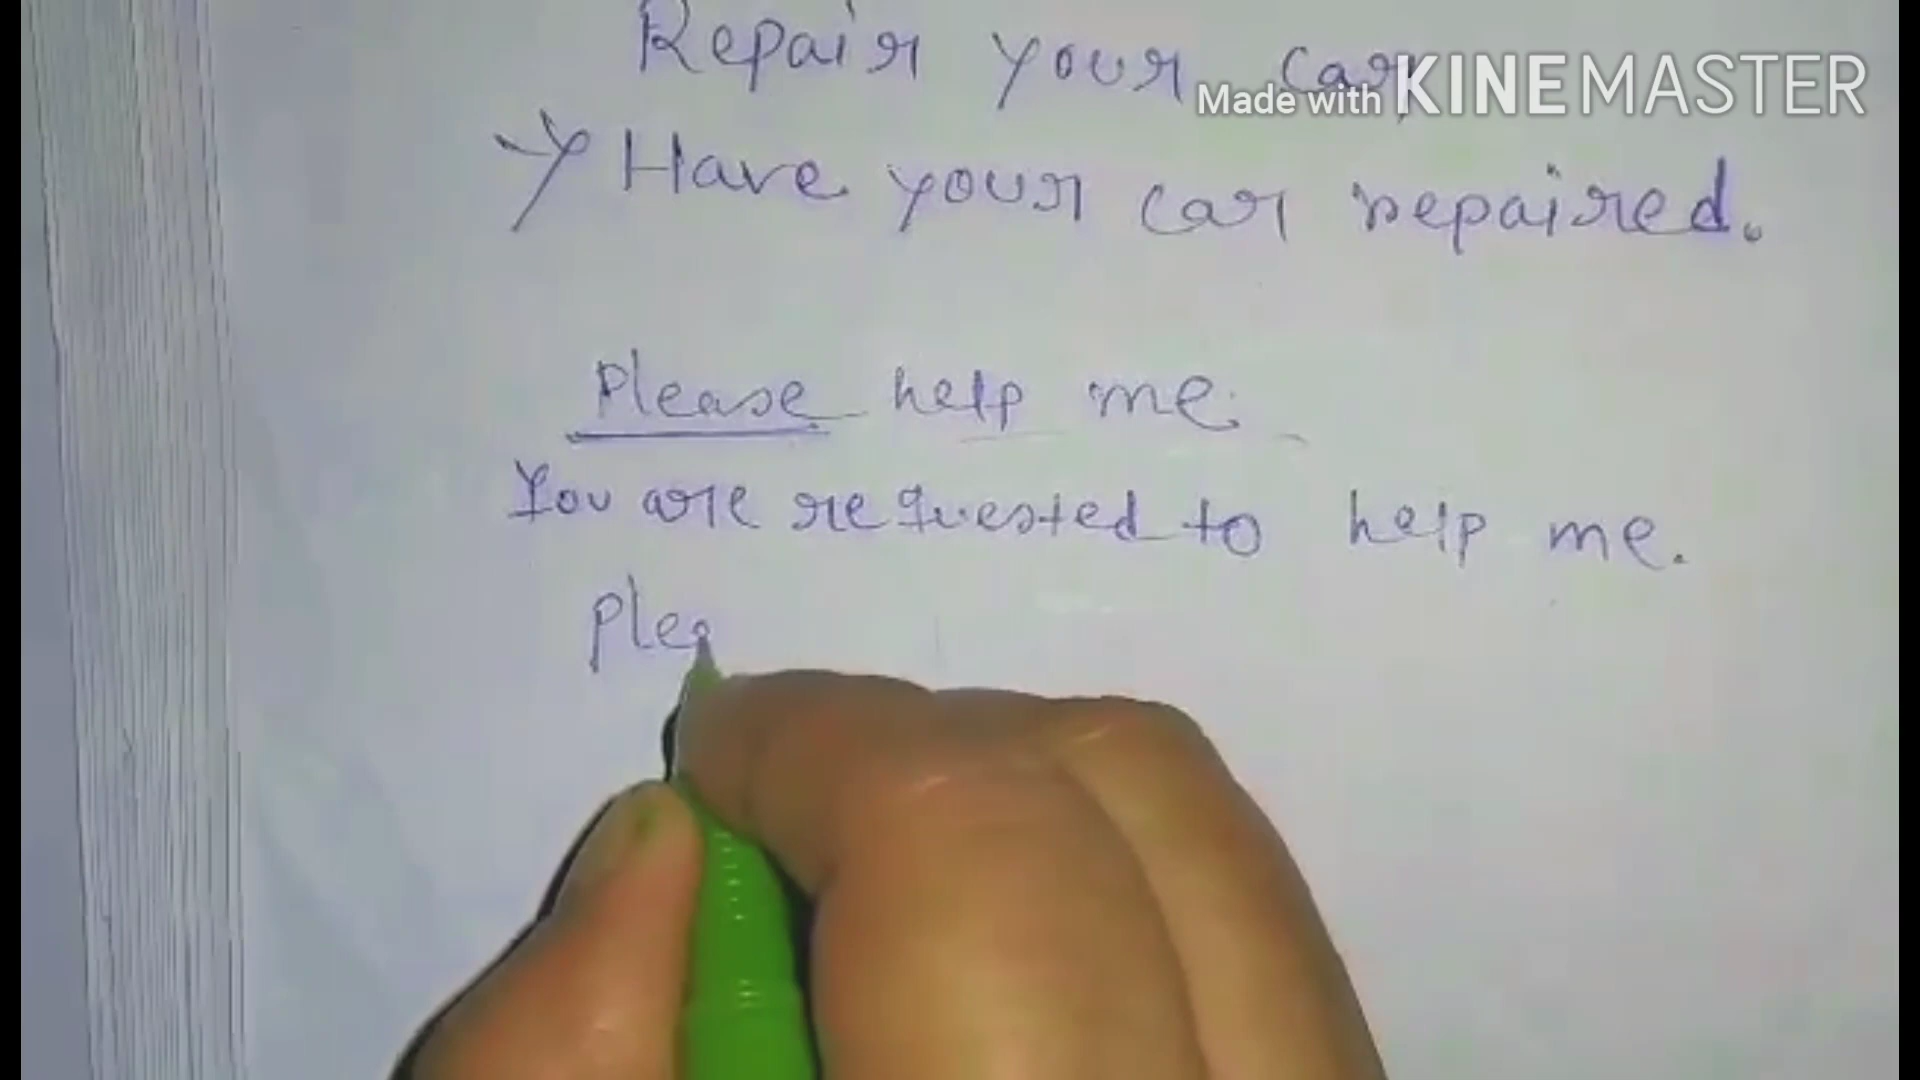 Repair your car
Made with KINEMASTER
Y Have your car repaired.
Please help me.
You are requested to help me.
Plea